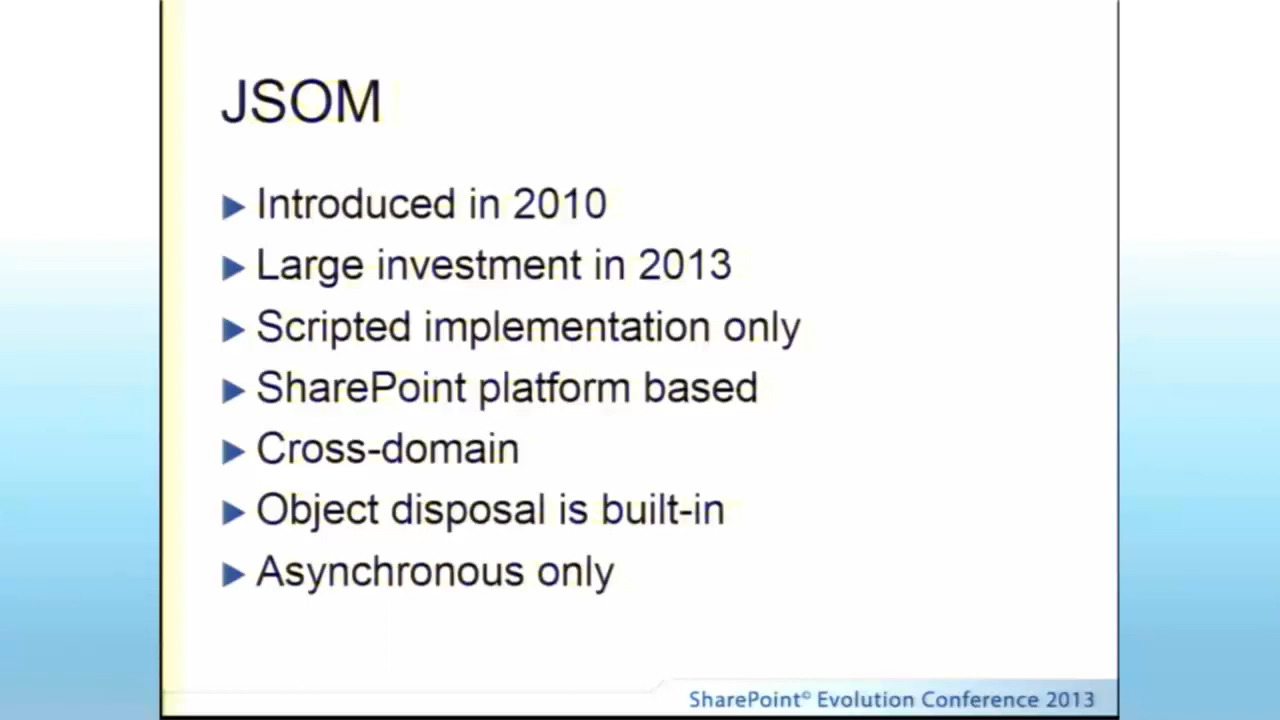 JSOM
Introduced in 2010
Large investment in 2013
Scripted implementation only
SharePoint platform based
Cross-domain
Object disposal is built-in
Asynchronous only
SharePoint© Evolution Conference 2013